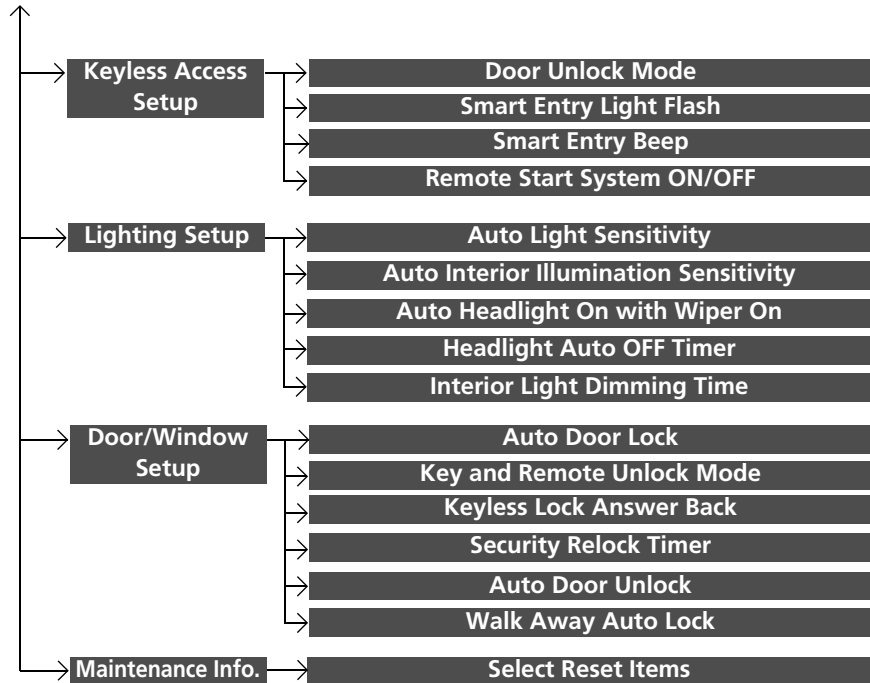 Keyless Access
Setup
Door Unlock Mode
Smart Entry Light Flash
Smart Entry Beep
Remote Start System ON/OFF
Lighting Setup
Auto Light Sensitivity
Auto Interior Illumination Sensitivity
Auto Headlight On with Wiper On
Headlight Auto OFF Timer
Interior Light Dimming Time
Door/Window
Setup
Auto Door Lock
Key and Remote Unlock Mode
Keyless Lock Answer Back
Security Relock Timer
Auto Door Unlock
Walk Away Auto Lock
Maintenance Info.
Select Reset Items